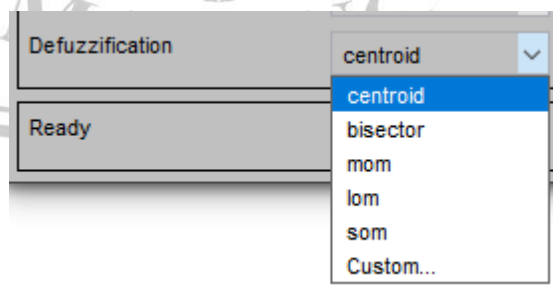 Defuzzification
centroid
centroid
Ready
bisector
mom
lom
som
Custom...